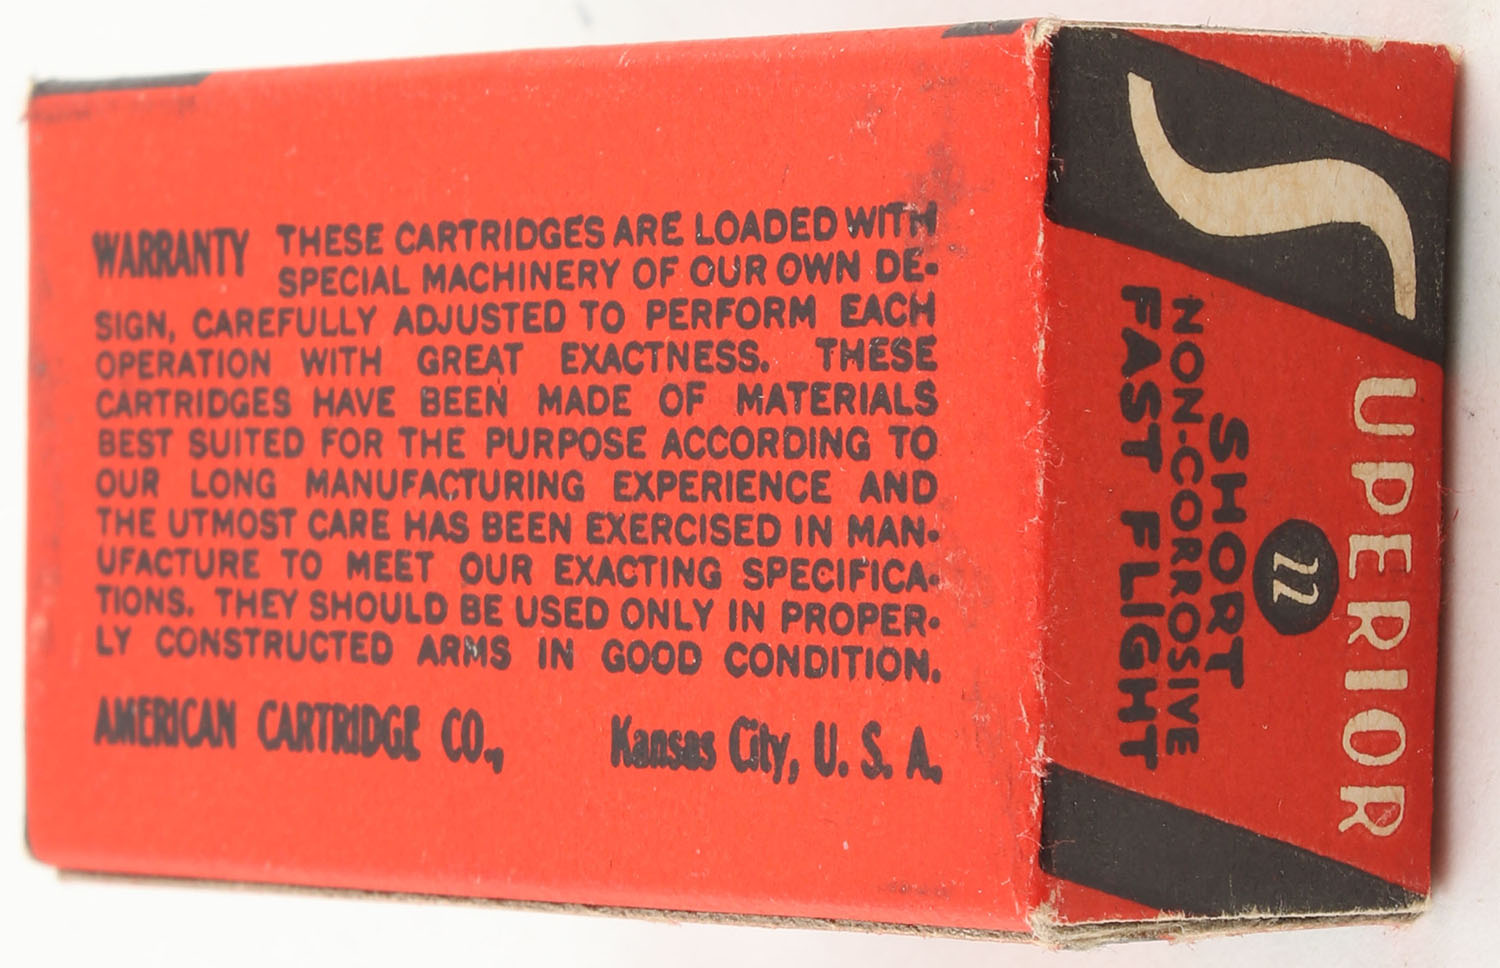 WARRANTY THESE CARTRIDGES ARE LOADED WITH
SPECIAL MACHINERY OF OUR OWN DE-
SIGN, CAREFULLY ADJUSTED TO PERFORM EACH
OPERATION WITH GREAT EXACTNESS. THESE
CARTRIDGES HAVE BEEN MADE OF MATERIALS
BEST SUITED FOR THE PURPOSE ACCORDING TO
OUR LONG MANUFACTURING EXPERIENCE AND
THE UTMOST CARE HAS BEEN EXERCISED IN MAN-
UFACTURE TO MEET OUR EXACTING SPECIFICA-
TIONS. THEY SHOULD BE USED ONLY IN PROPER-
LY CONSTRUCTED ARMS IN GOOD CONDITION.
AMERICAN CARTRIDGE CO., Kansas City, U. S. A.
SUPERIOR
22
SHORT
NON-CORROSIVE
FAST FLIGHT